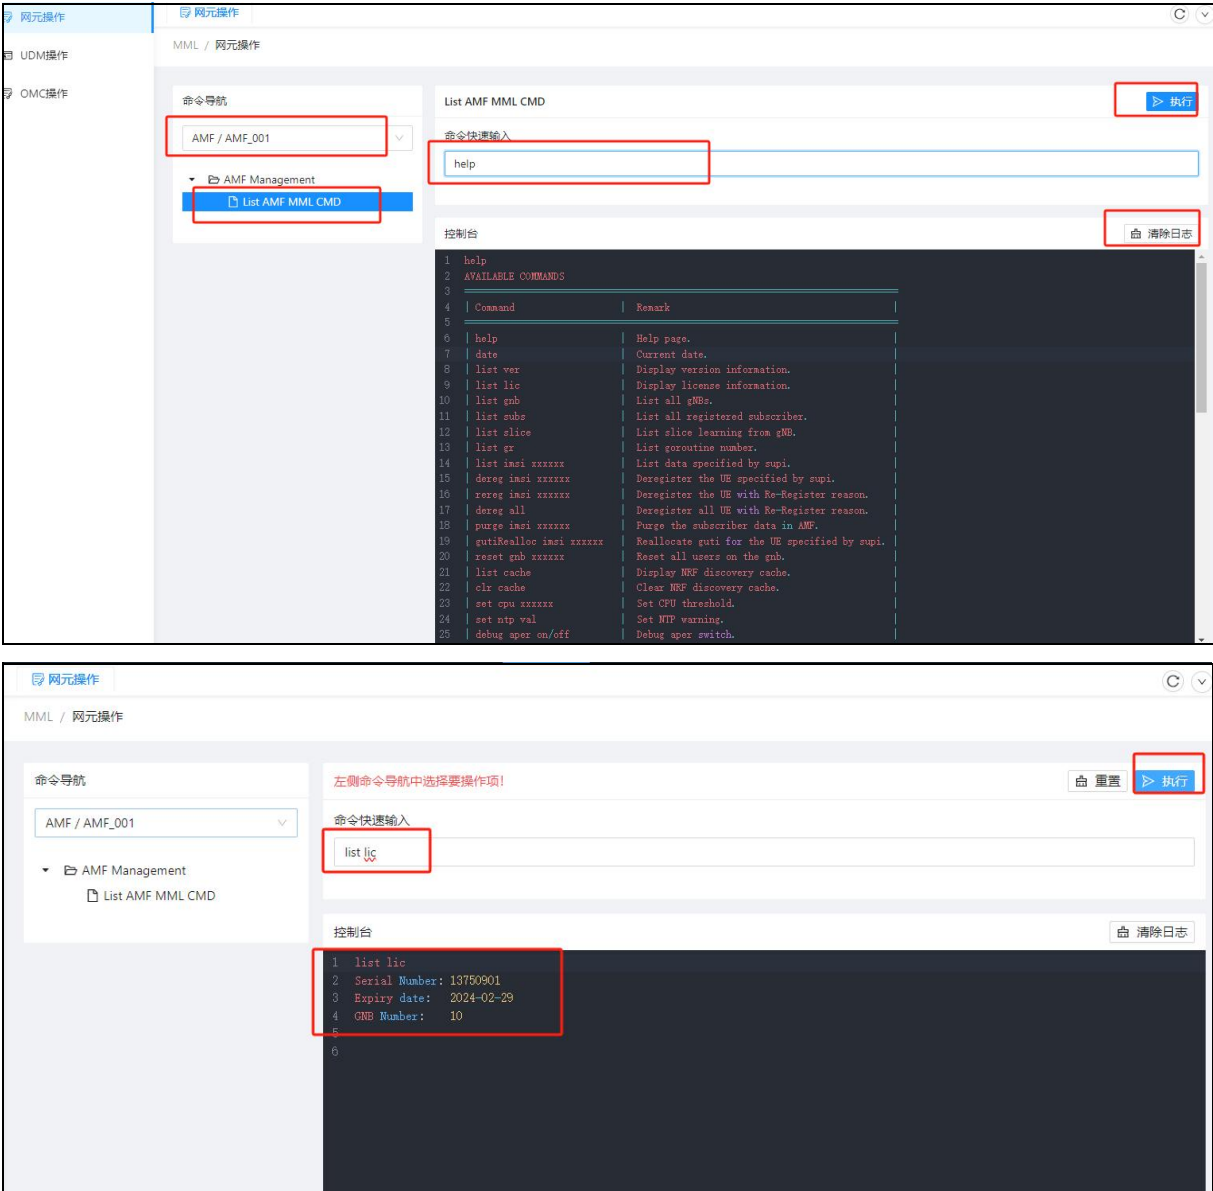 网元操作
UDM操作
OMC操作
网元操作
MML / 网元操作
命令导航
AMF / AMF_001
AMF Management
List AMF MML CMD
List AMF MML CMD
执行
命令快速输入
help
控制台
清除日志
1 help
2 AVAILABLE COMMANDS
3 ================================================================
4 | Command | Remark |
5 ================================================================
6 | help | Help page. |
7 | date | Current date. |
8 | list ver | Display version information. |
9 | list lic | Display license information. |
10 | list gnb | List all gNBs. |
11 | list subs | List all registered subscriber. |
12 | list slice | List slice learning from gNB. |
13 | list gr | List goroutine number. |
14 | list imsi xxxxxx | List data specified by supi. |
15 | dereg imsi xxxxxx | Deregister the UE specified by supi. |
16 | rereg imsi xxxxxx | Deregister the UE with Re-Register reason. |
17 | dereg all | Deregister all UE with Re-Register reason. |
18 | purge imsi xxxxxx | Purge the subscriber data in AMF. |
19 | gutiRealloc imsi xxxxxx | Reallocate guti for the UE specified by supi. |
20 | reset gnb xxxxxx | Reset all users on the gnb. |
21 | list cache | Display NRF discovery cache. |
22 | clr cache | Clear NRF discovery cache. |
23 | set cpu xxxxxx | Set CPU threshold. |
24 | set ntp val | Set NTP warning. |
25 | debug aper on/off | Debug aper switch. |
网元操作
MML / 网元操作
命令导航
AMF / AMF_001
AMF Management
List AMF MML CMD
左侧命令导航中选择要操作项!
重置
执行
命令快速输入
list lic
控制台
清除日志
1 list lic
2 Serial Number: 13750901
3 Expiry date: 2024-02-29
4 GNB Number: 10
5
6